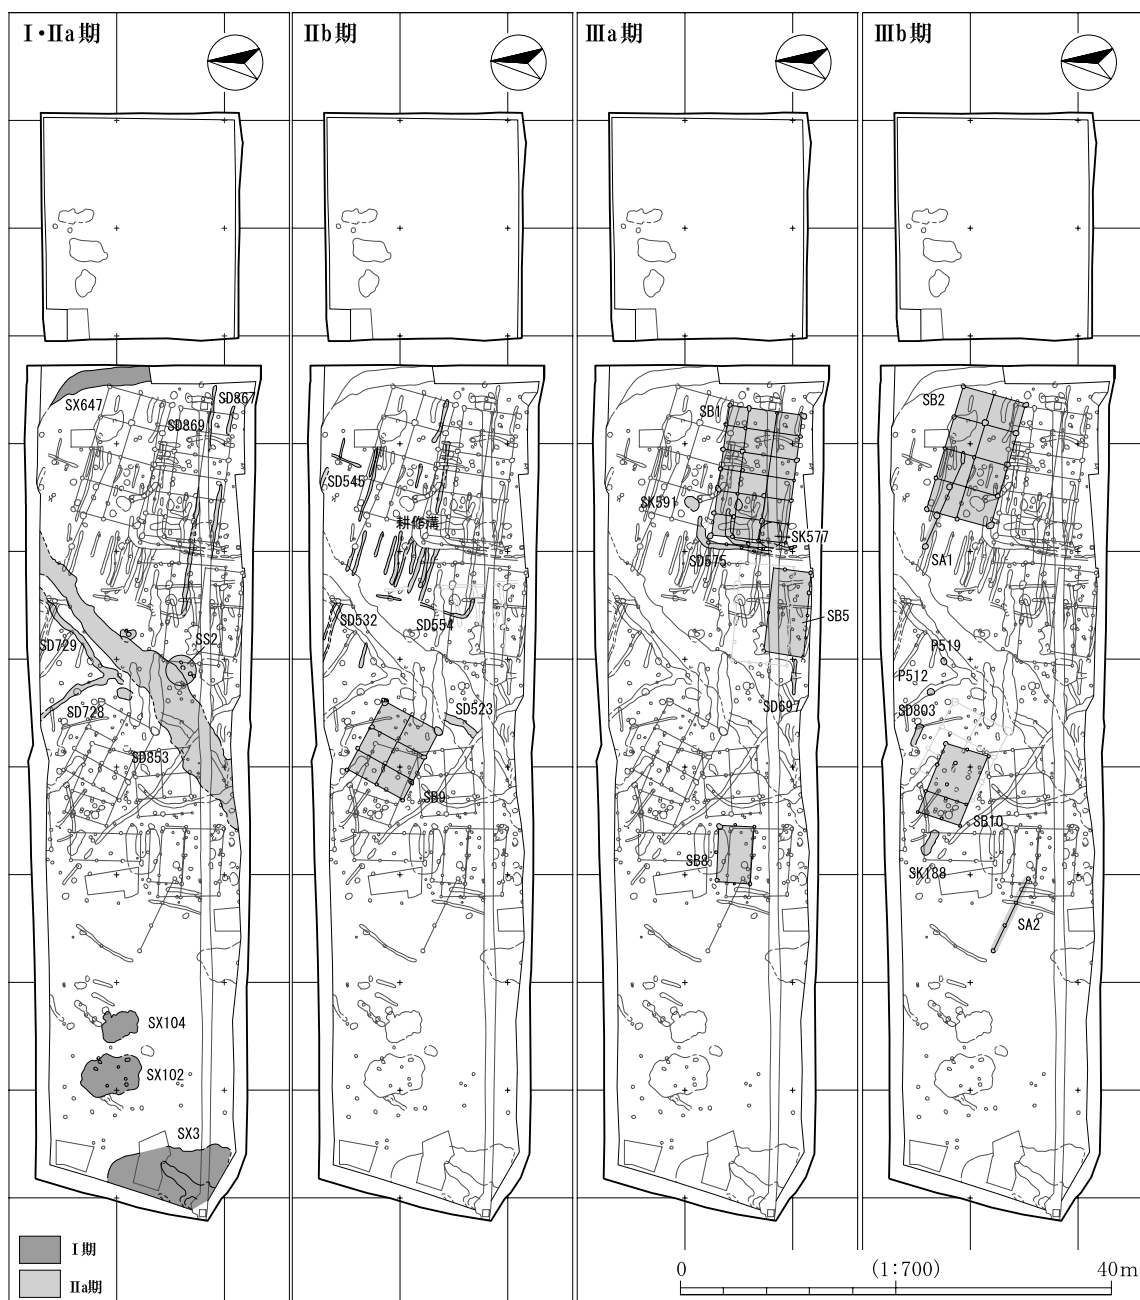 Ⅰ・Ⅱa期
SX647
SD867
SD869
SD729
SS2
SD728
SD853
SX104
SX102
SX3
Ⅰ期
Ⅱa期
Ⅱb期
SD545
耕作溝
SD532
SD554
SD523
SB9
Ⅲa期
SB1
SK591
SK577
SD575
SB5
SD697
SB8
Ⅲb期
SB2
SA1
P519
P512
SD803
SB10
SK188
SA2
0 (1:700) 40m